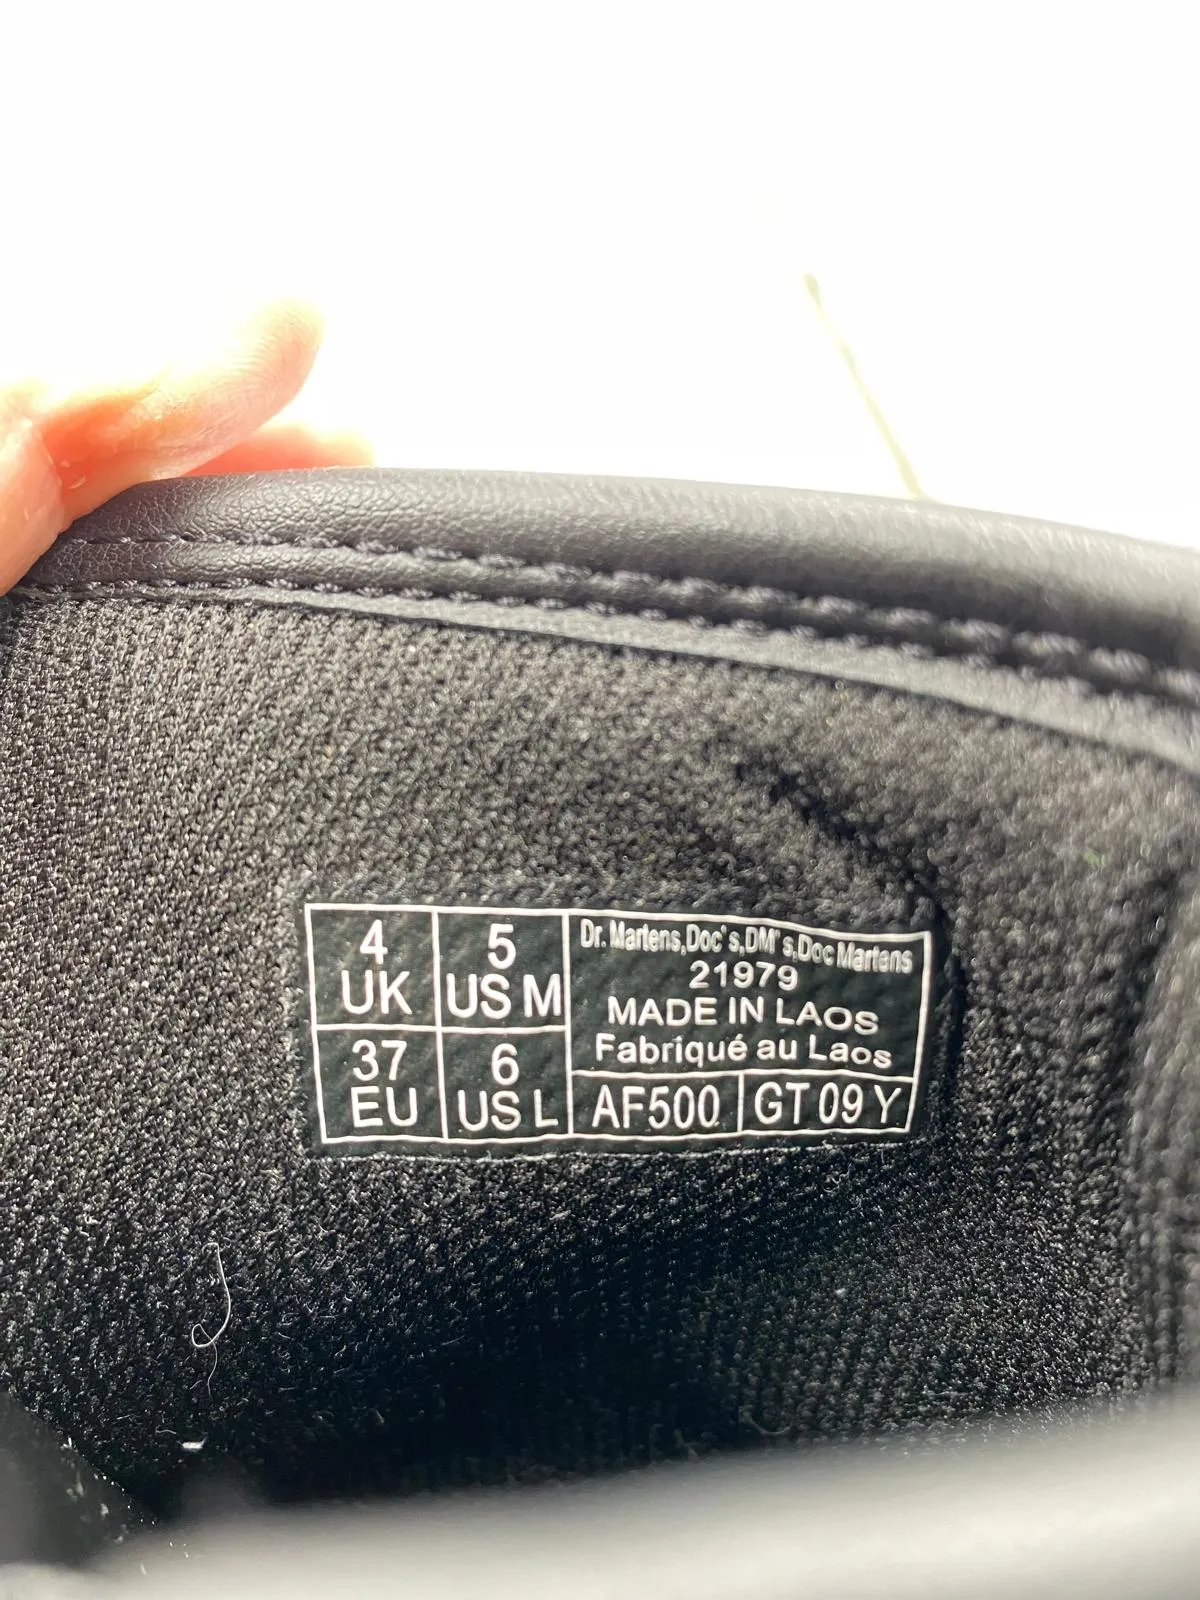 4
UK
5
US M
37
EU
6
US L
Dr. Martens,Doc's,DM's,Doc Martens
21979
MADE IN LAOS
Fabriqué au Laos
AF500
GT 09 Y